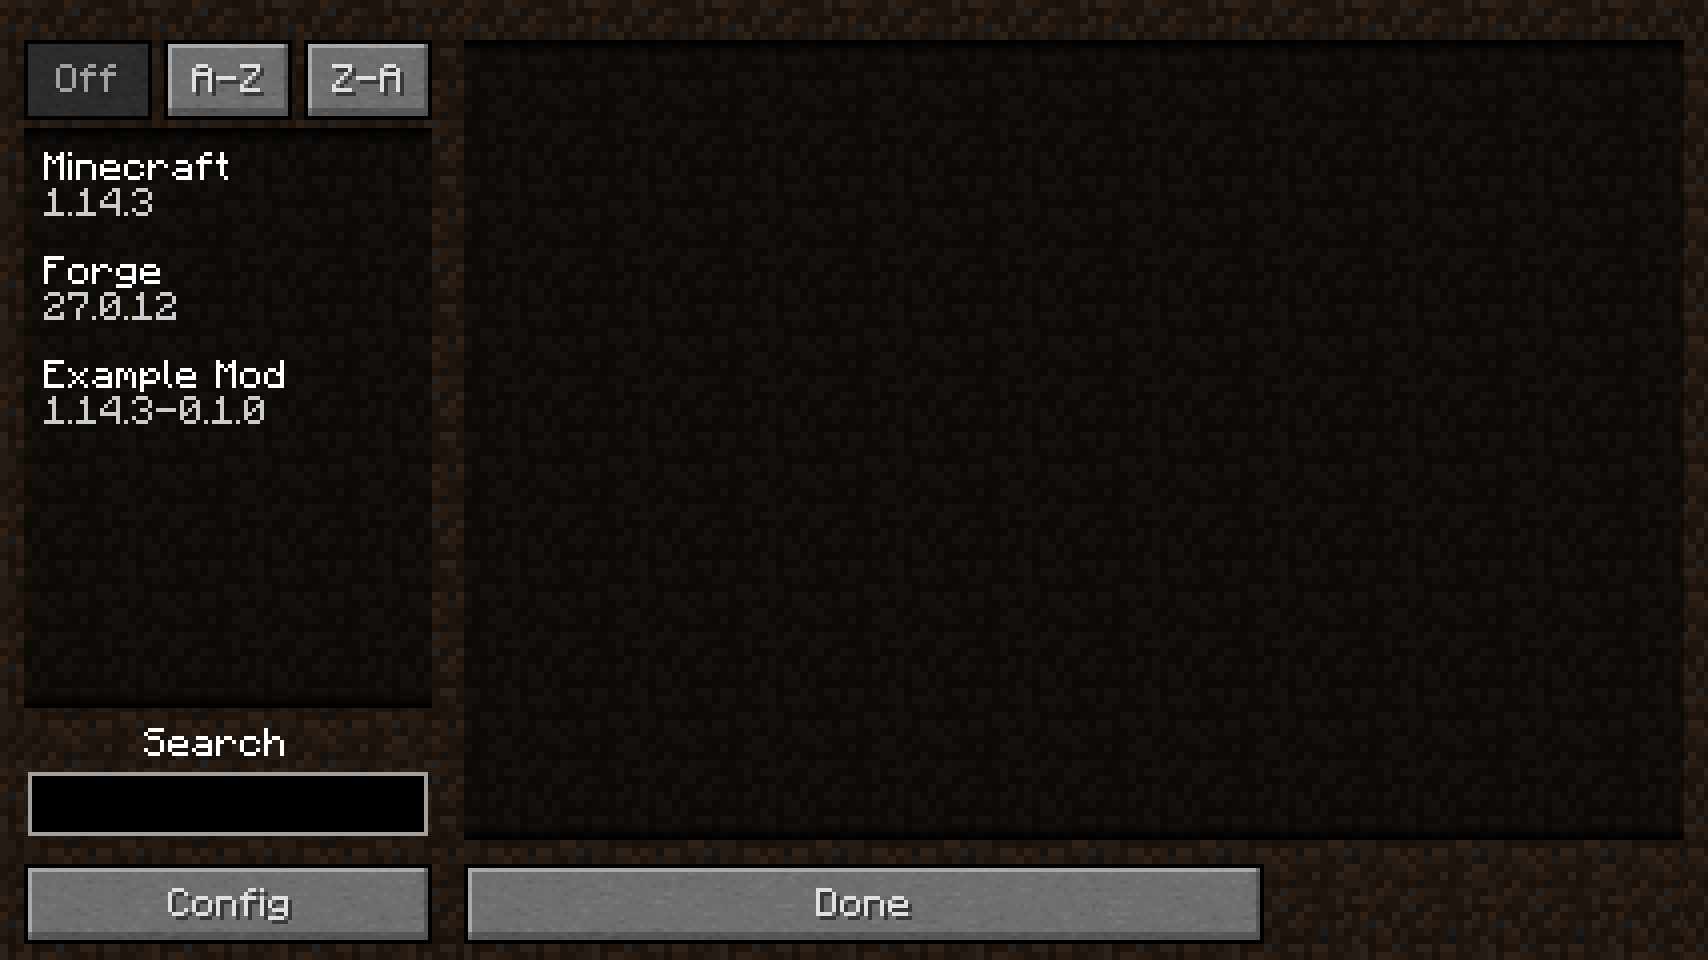 Off A-Z Z-A
Minecraft
1.14.3
Forge
27.0.12
Example Mod
1.14.3-0.1.0
Search
Config Done